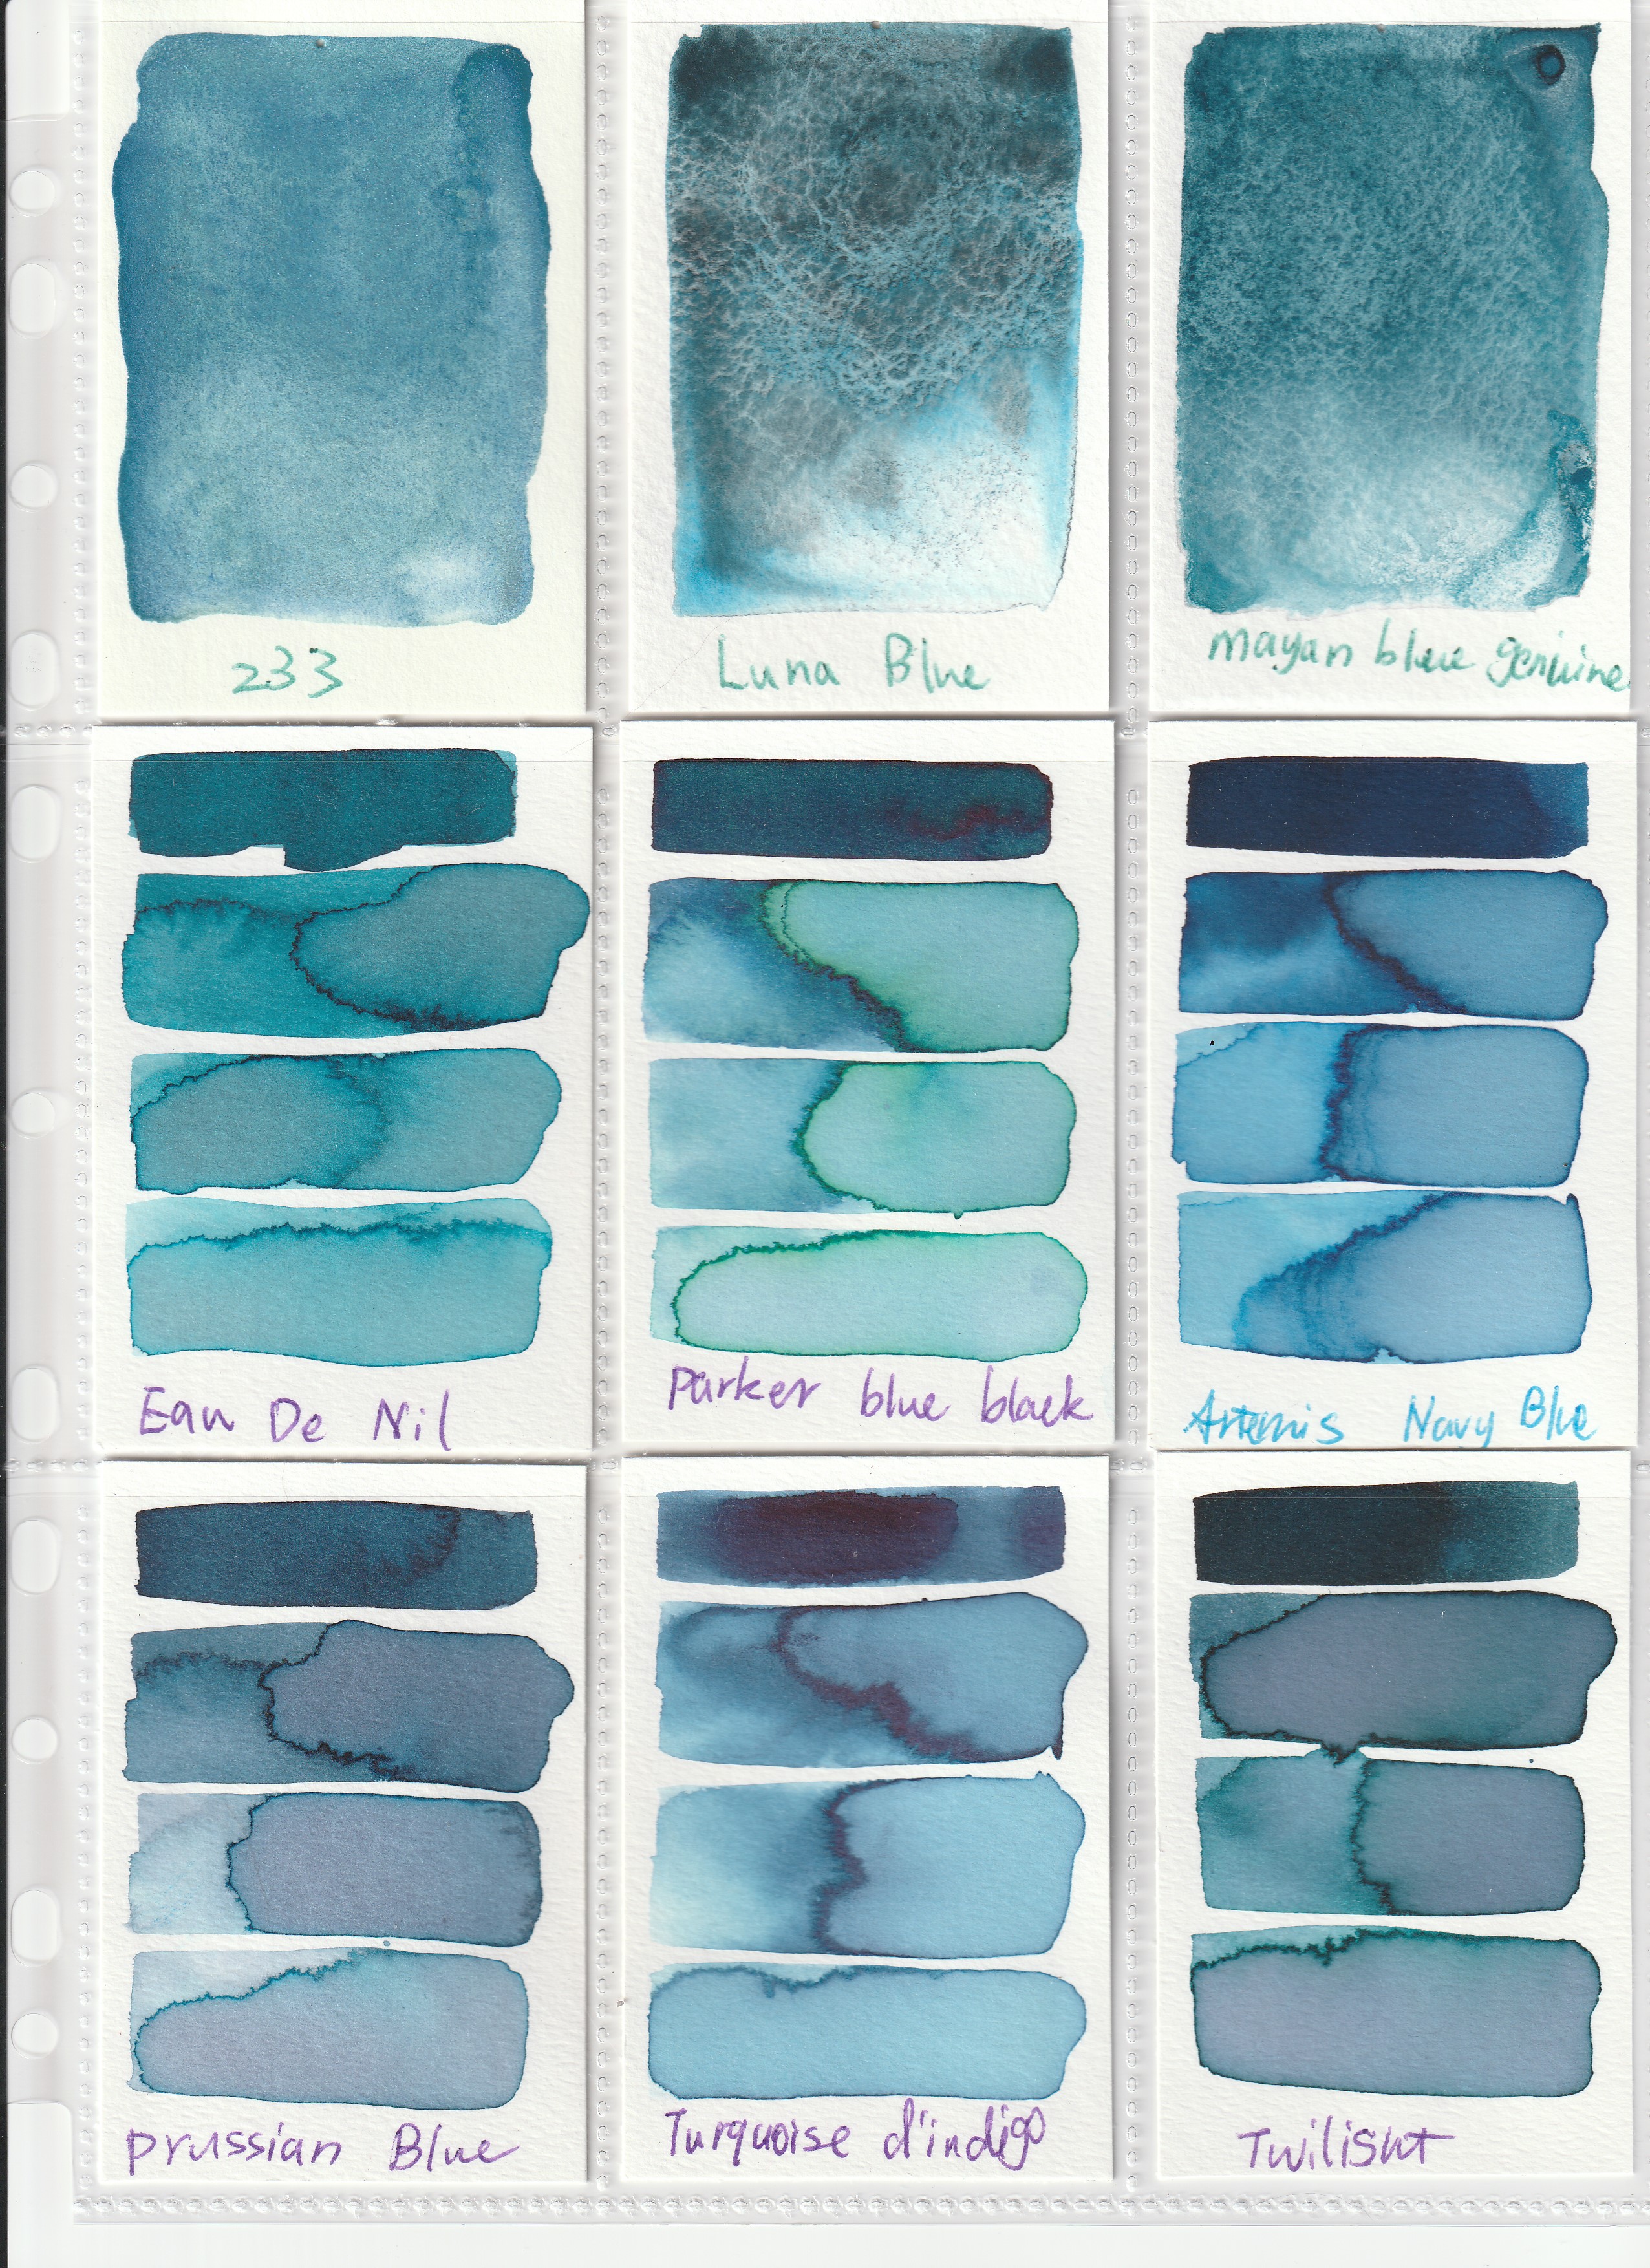 233
Luna Blue
mayan blue genuine
Eau De Nil
Parker blue black
Artemis Navy Blue
Prussian Blue
Turquoise d'indigo
Twilight